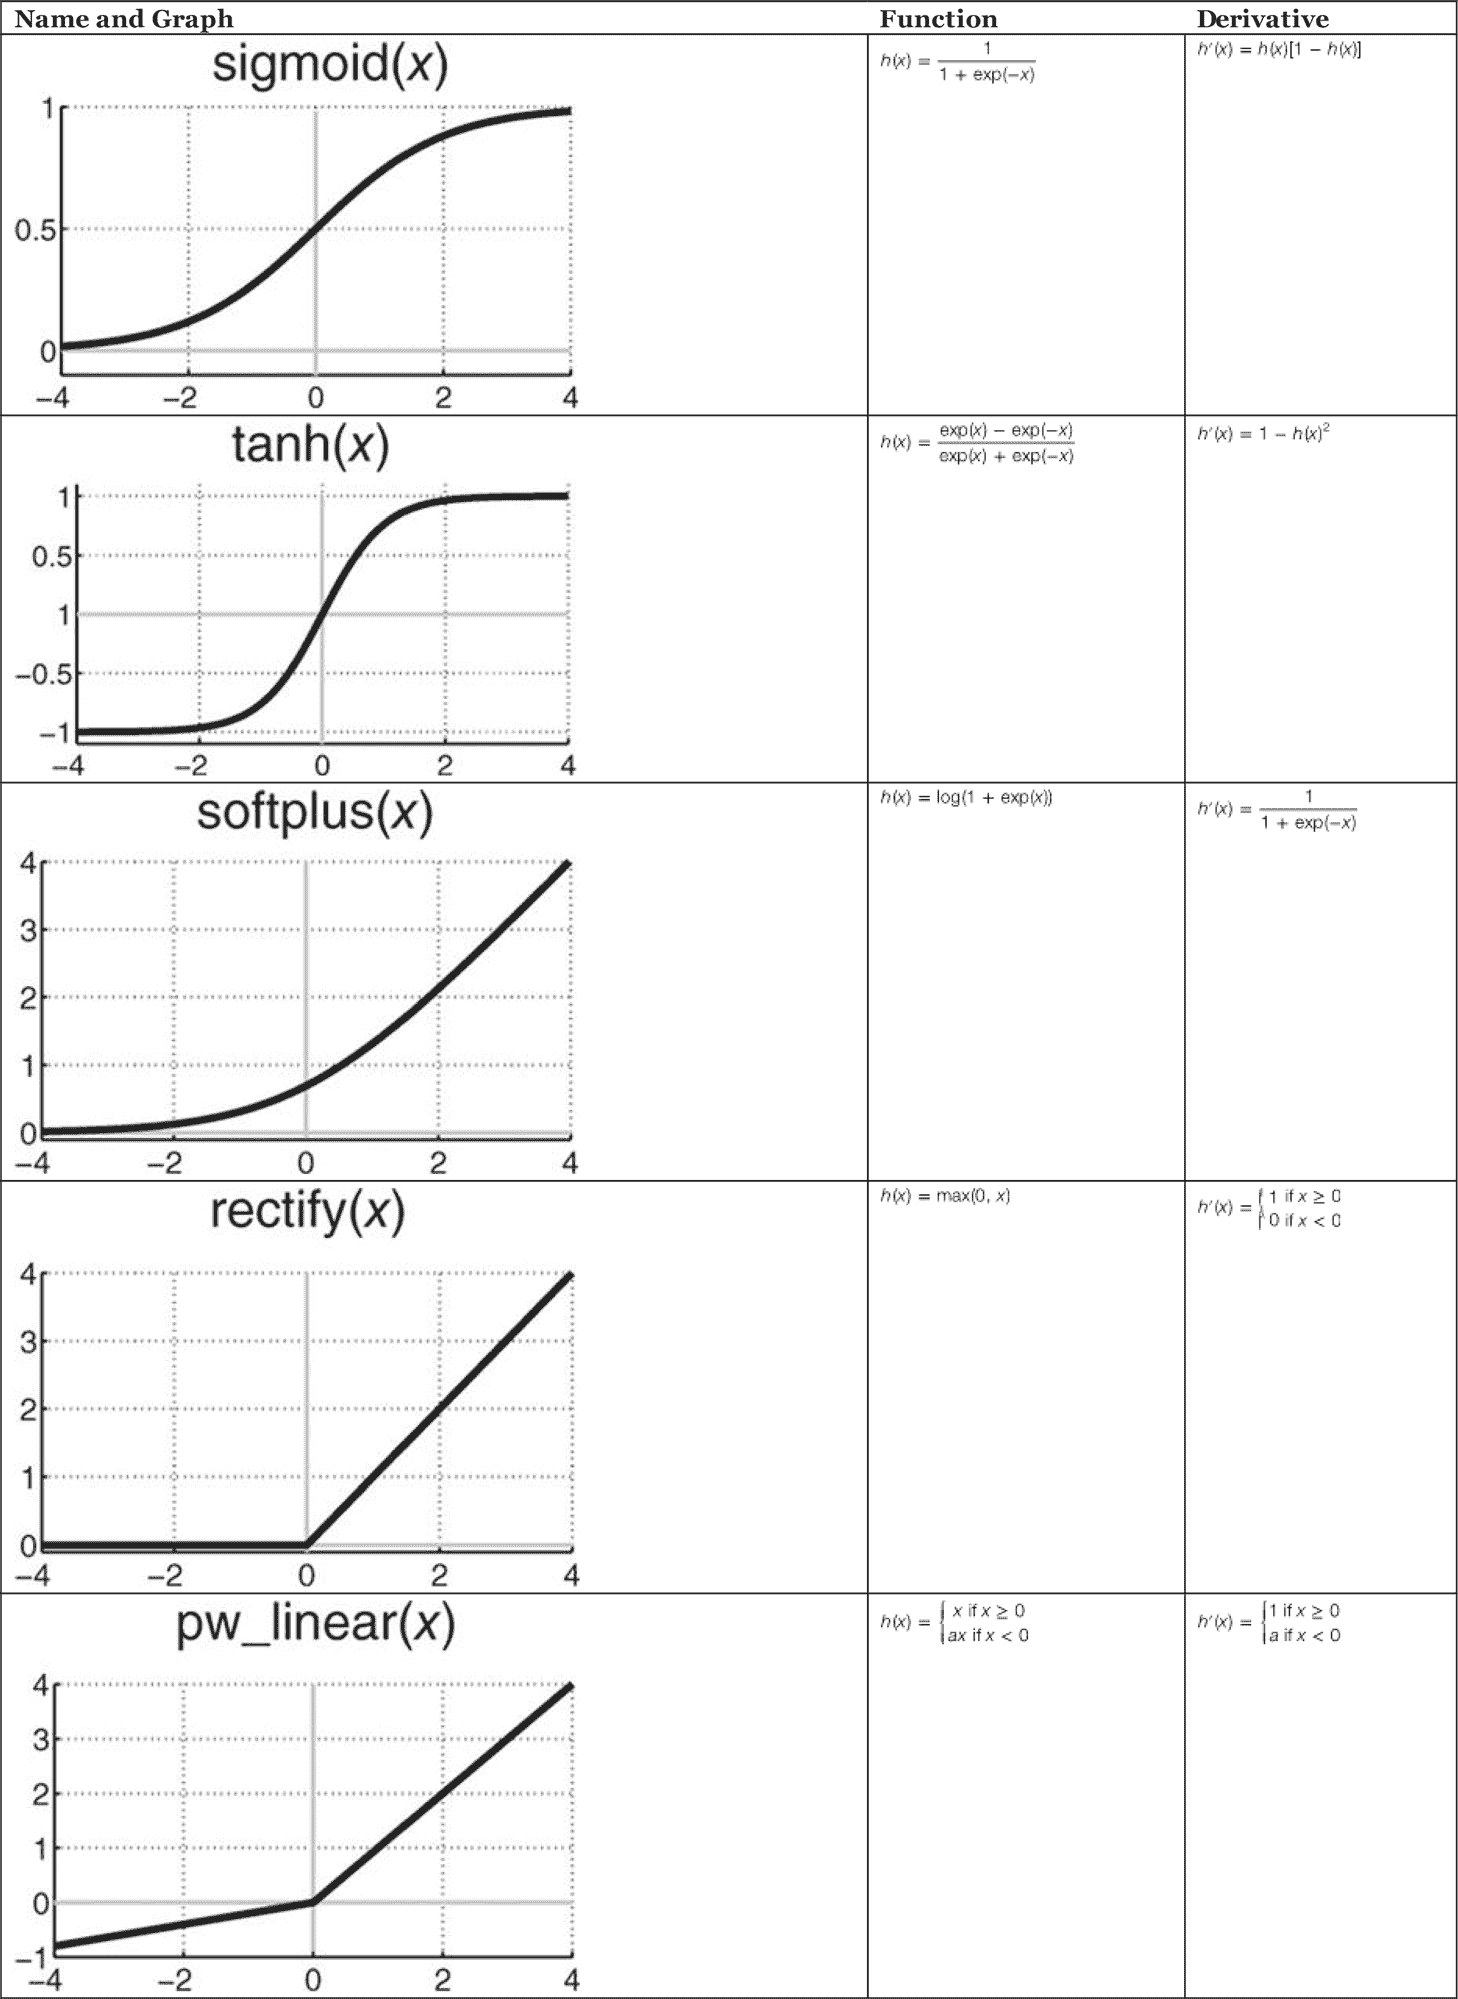 Name and Graph Function Derivative
sigmoid(x)
h(x) = 1 / 1 + exp(−x)
h′(x) = h(x)[1 − h(x)]
1
0.5
0
−4 −2 0 2 4
tanh(x)
h(x) = exp(x) − exp(−x) / exp(x) + exp(−x)
h′(x) = 1 − h(x)²
1
0.5
1
−0.5
−1
−4 −2 0 2 4
softplus(x)
h(x) = log(1 + exp(x))
h′(x) = 1 / 1 + exp(−x)
4
3
2
1
0
−4 −2 0 2 4
rectify(x)
h(x) = max(0, x)
h′(x) = { 1 if x ≥ 0
0 if x < 0
4
3
2
1
0
−4 −2 0 2 4
pw_linear(x)
h(x) = { x if x ≥ 0
ax if x < 0
h′(x) = { 1 if x ≥ 0
a if x < 0
4
3
2
1
0
−1
−4 −2 0 2 4